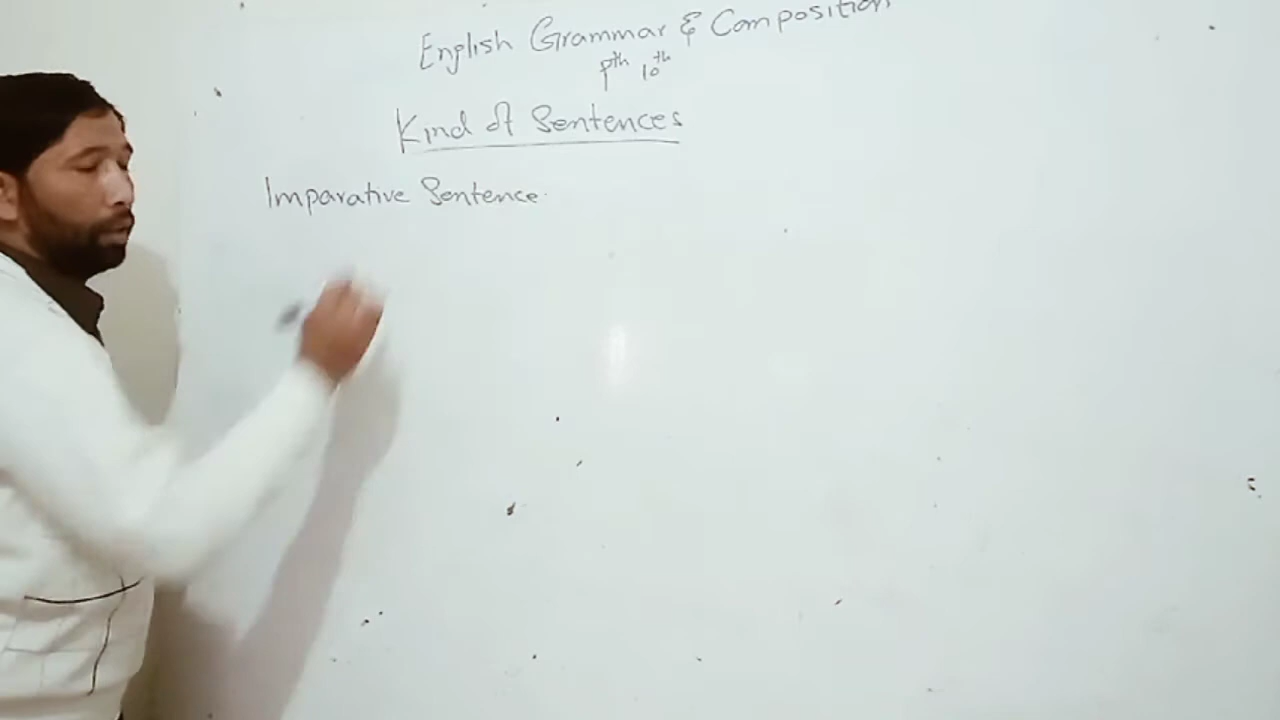 English Grammar & Composition
9th 10th
Kind of Sentences
Imparative Sentence.